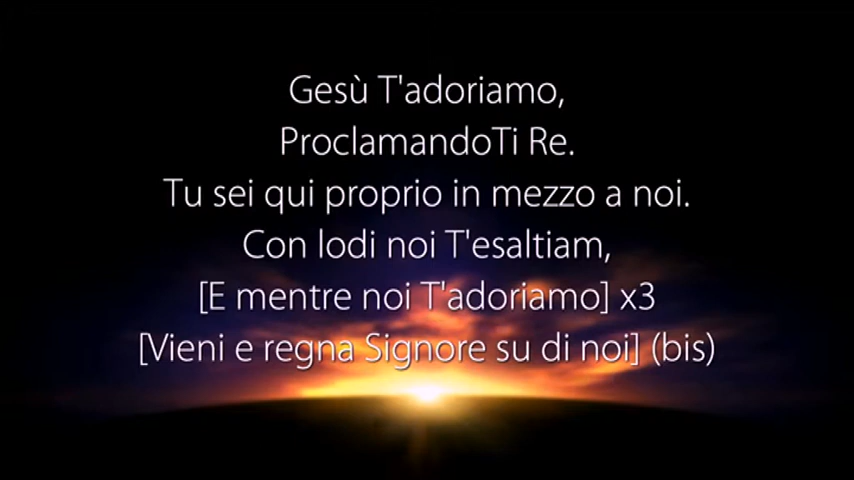 Gesù T'adoriamo,
ProclamandoTi Re.
Tu sei qui proprio in mezzo a noi.
Con lodi noi T'esaltiam,
[E mentre noi T'adoriamo] x3
[Vieni e regna Signore su di noi] (bis)